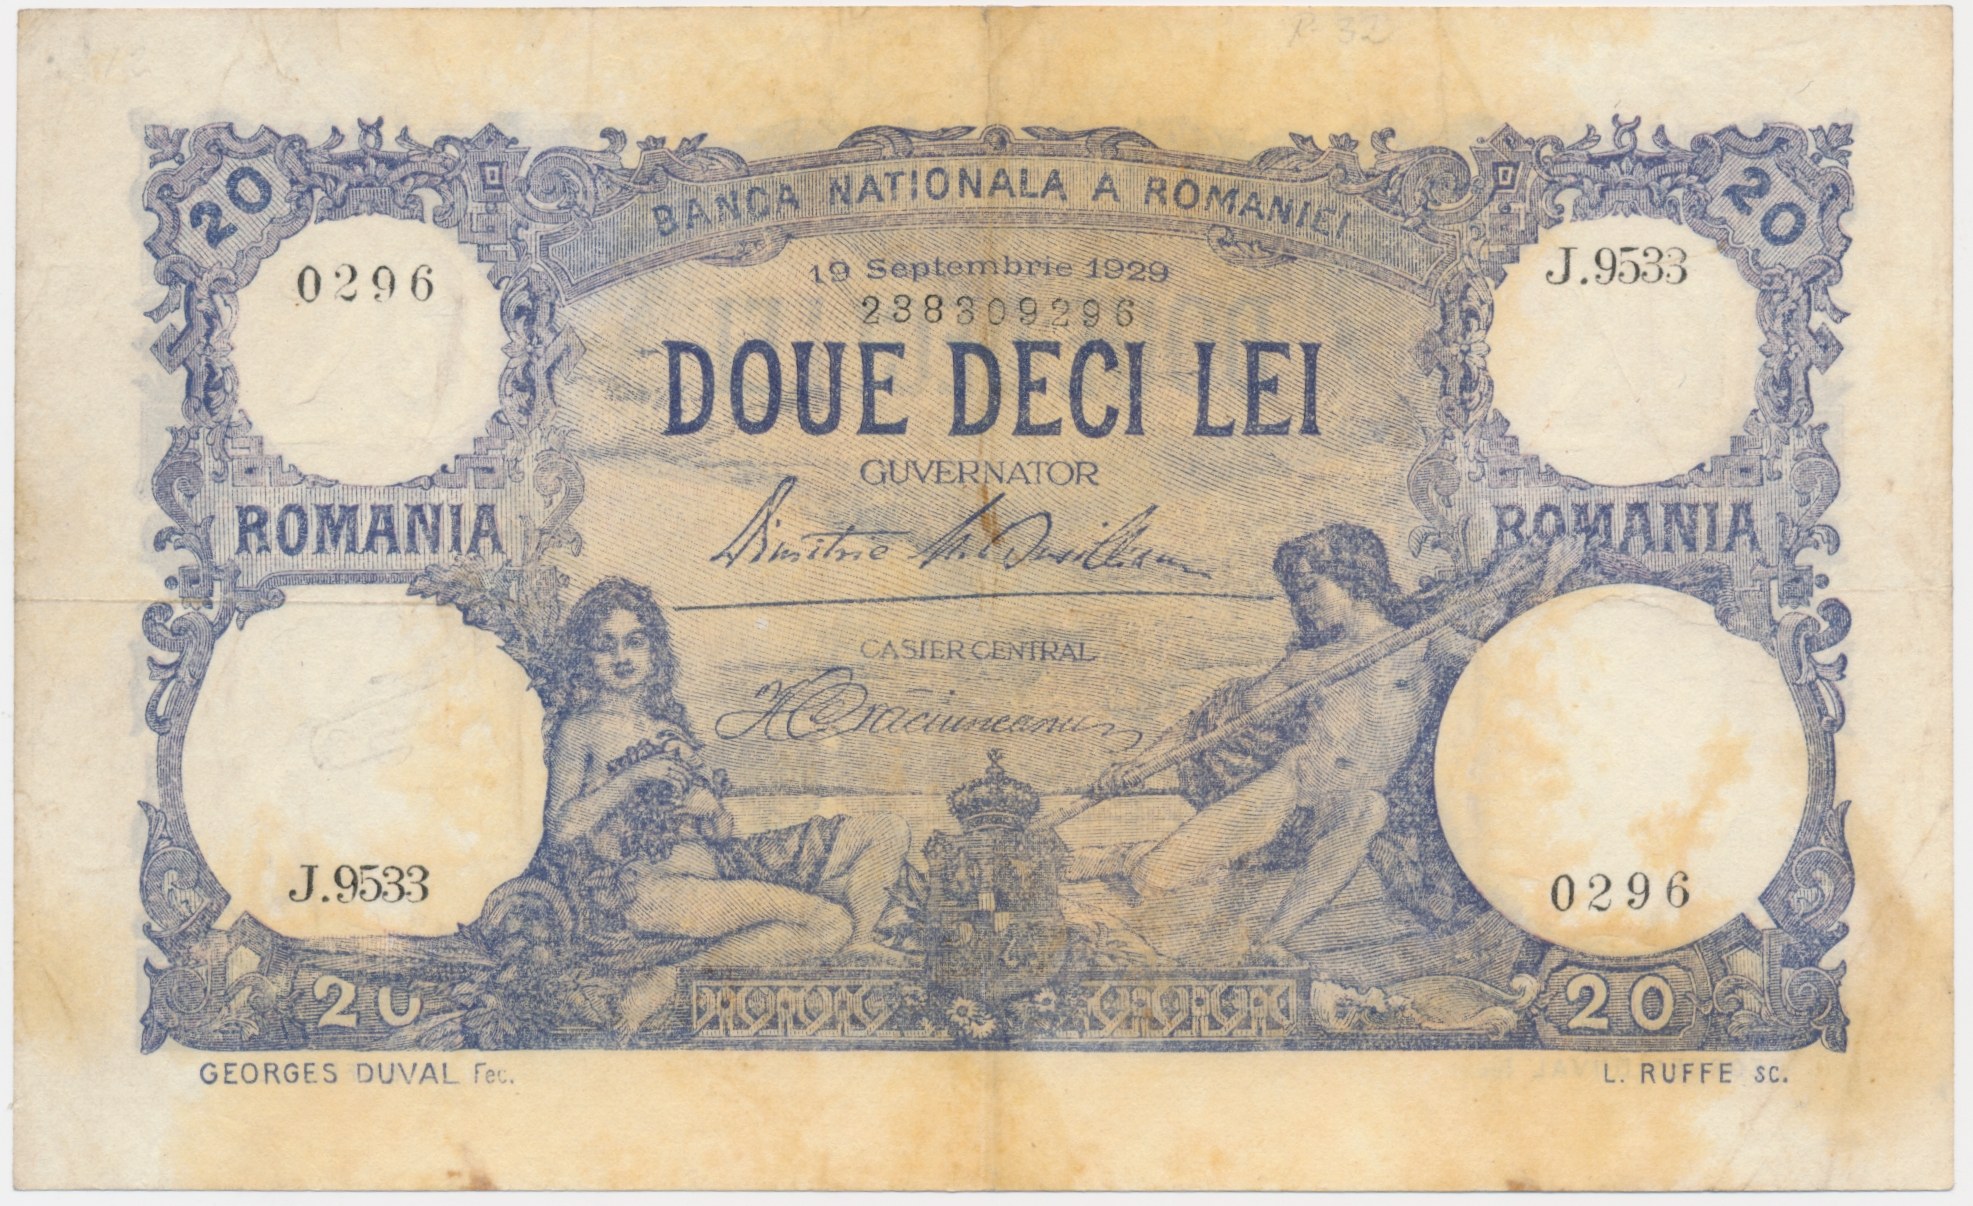 R-32
20
20
BANCA NATIONALA A ROMANIEI
0296
J.9533
19 Septembrie 1929
238309296
DOUE DECI LEI
GUVERNATOR
ROMANIA
ROMANIA
CASIER CENTRAL
J.9533
0296
20
20
GEORGES DUVAL Fec.
L. RUFFE SC.